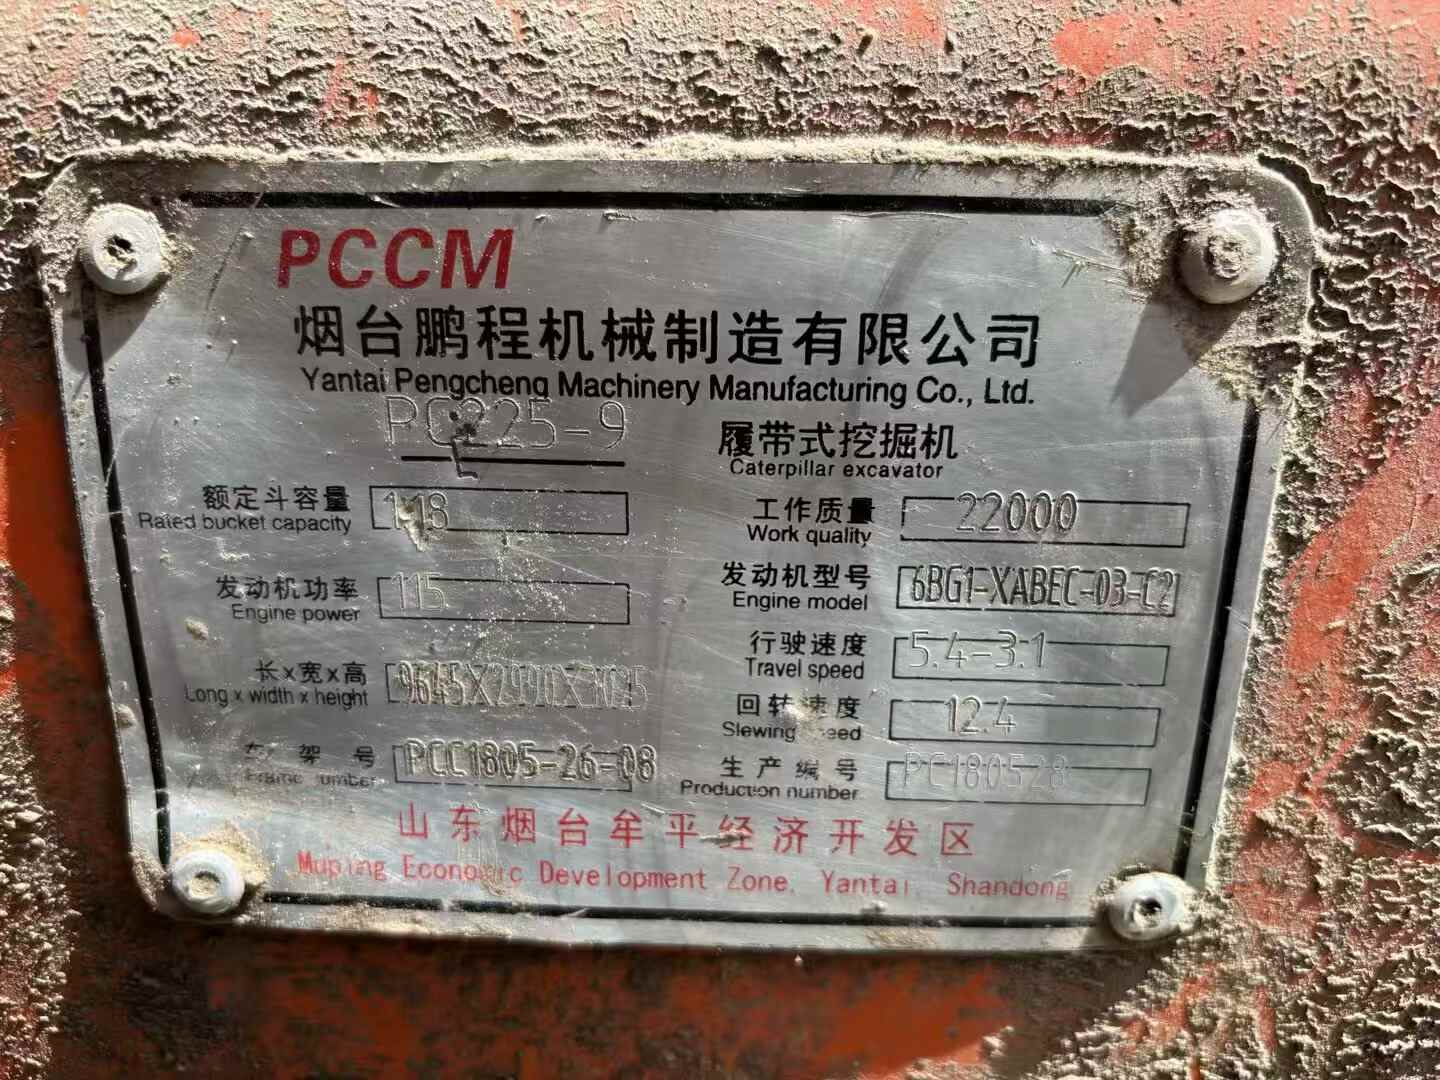 PCCM
烟台鹏程机械制造有限公司
Yantai Pengcheng Machinery Manufacturing Co., Ltd.
PC225-9 履带式挖掘机
Caterpillar excavator
额定斗容量 1.18 工作质量 22000
Rated bucket capacity Work quality
发动机功率 115 发动机型号 6BG1-XABEC-03-C2
Engine power Engine model
长x宽x高 9645X2990X3035 行驶速度 5.4-3.1
Long x width x height Travel speed
回转速度 12.4
Slewing speed
车架号 PCC1805-26-08 生产编号 PC180528
Frame number Production number
山东烟台牟平经济开发区
Muping Economic Development Zone, Yantai, Shandong